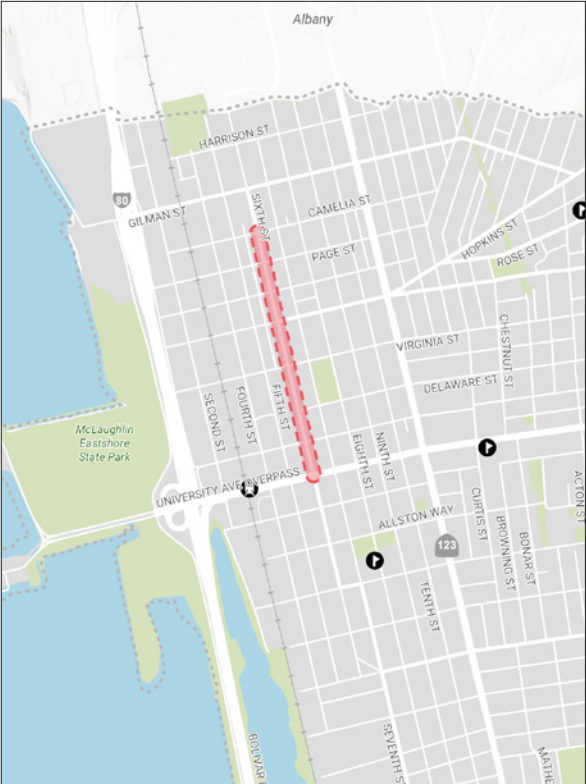 Albany
HARRISON ST
80
GILMAN ST
SIXTH ST
CAMELIA ST
PAGE ST
HOPKINS ST
ROSE ST
VIRGINIA ST
CHESTNUT ST
DELAWARE ST
SECOND ST
FOURTH ST
FIFTH ST
McLaughlin
Eastshore
State Park
EIGHTH ST
NINTH ST
UNIVERSITY AVE OVERPASS
ALLSTON WAY
CURTIS ST
BROWNING ST
BONAR ST
ACTON ST
123
TENTH ST
SEVENTH ST
BOLIVAR
MATHE